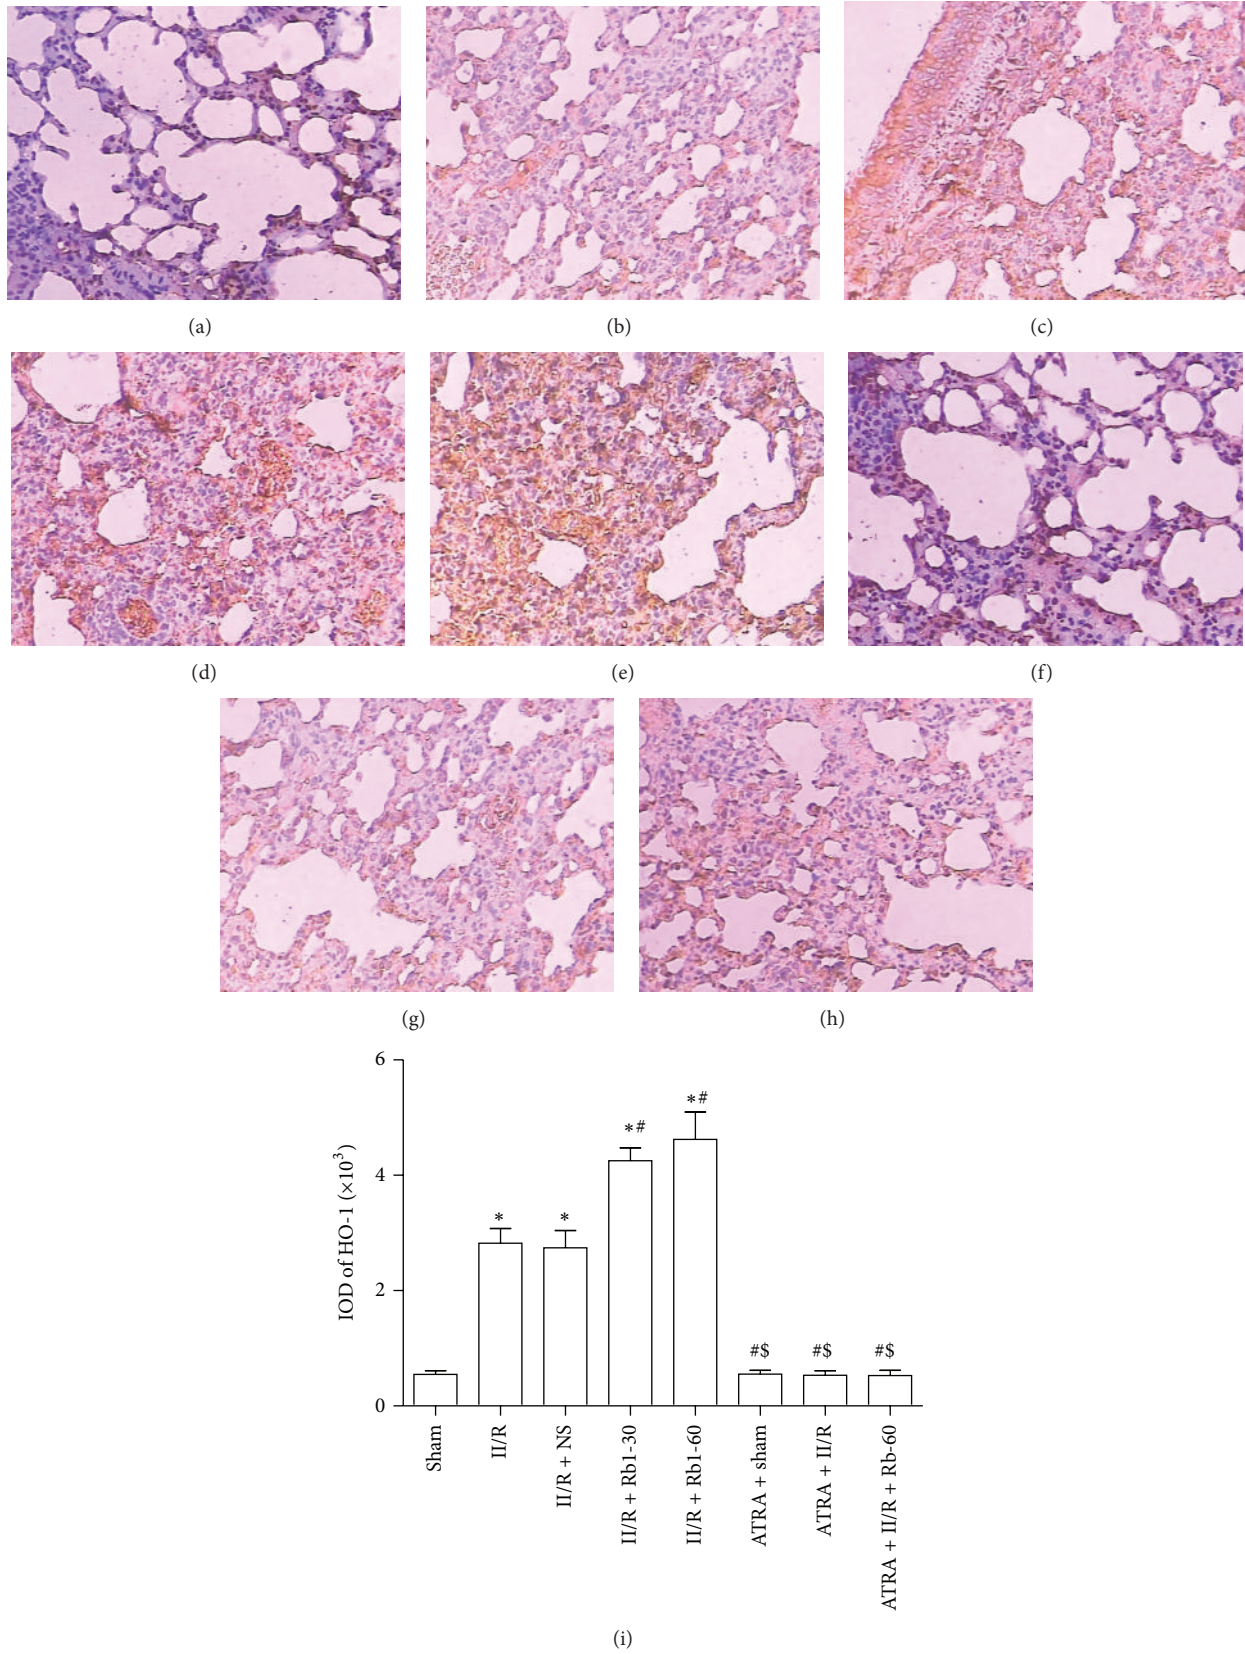 (a)
(b)
(c)
(d)
(e)
(f)
(g)
(h)
IOD of HO-1 (×10³)
6
4
2
0
*
*
*#
*#
#$
#$
#$
Sham
II/R
II/R + NS
II/R + Rb1-30
II/R + Rb1-60
ATRA + sham
ATRA + II/R
ATRA + II/R + Rb-60
(i)